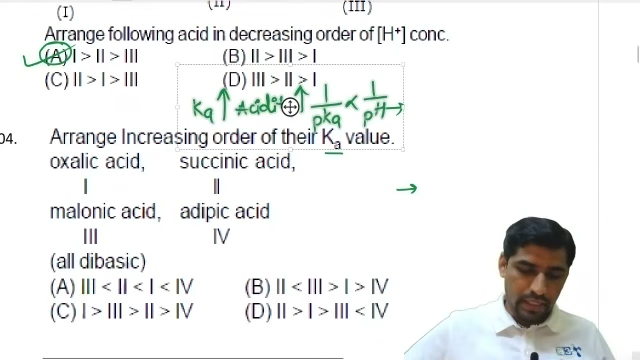 (I) (II) (III)
Arrange following acid in decreasing order of [H⁺] conc.
(A) I > II > III (B) II > III > I
(C) II > I > III (D) III > II > I
Ka ↑ Acidity ↑ 1/pKa ∝ 1/pH →
04. Arrange Increasing order of their Ka value.
oxalic acid, succinic acid,
I II
→
malonic acid, adipic acid
III IV
(all dibasic)
(A) III < II < I < IV (B) II < III > I > IV
(C) I > III > II > IV (D) II > I > III < IV